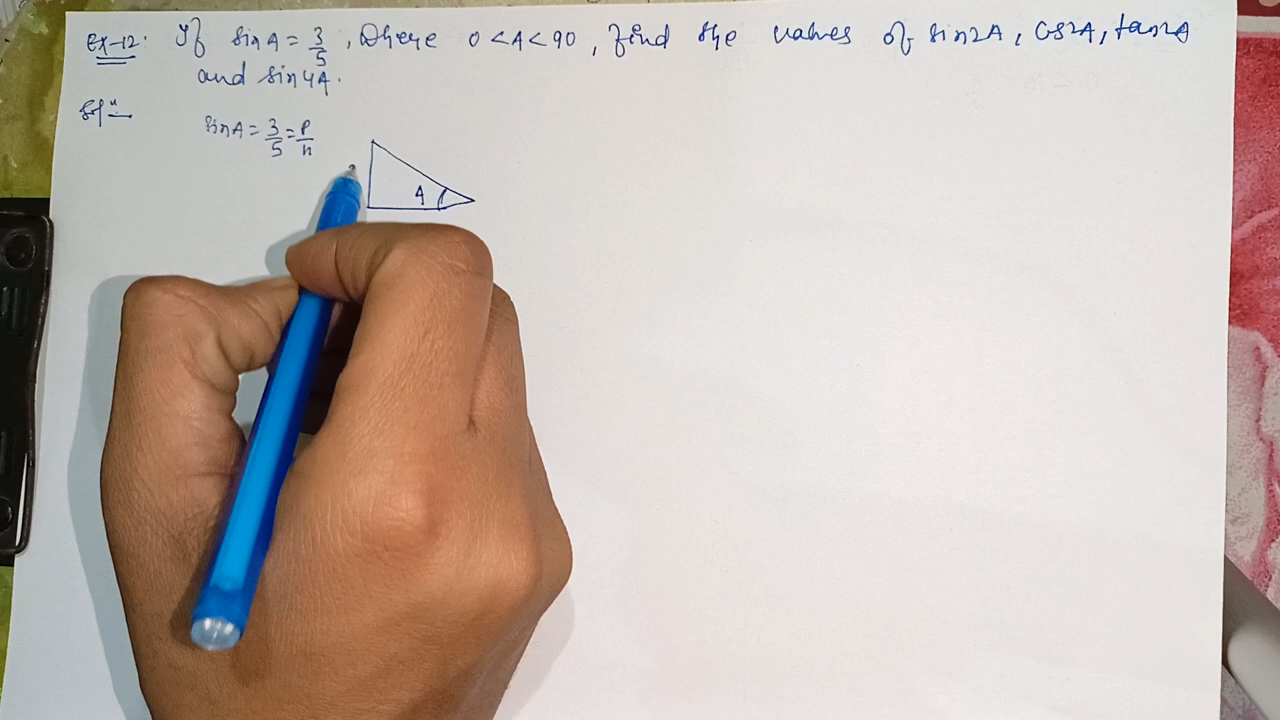 Ex-12. If sinA = 3/5, where 0 < A < 90, find the values of sin2A, cos2A, tan2A
and sin4A.
Solⁿ
sinA = 3/5 = P/h
A